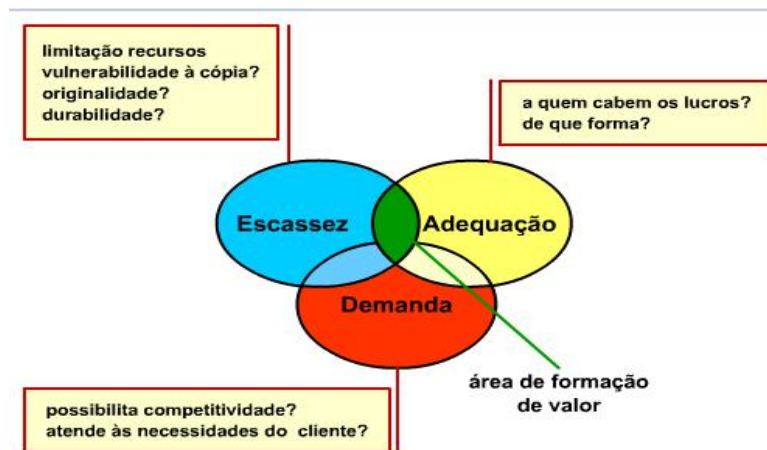 limitação recursos
vulnerabilidade à cópia?
originalidade?
durabilidade?
a quem cabem os lucros?
de que forma?
Escassez
Adequação
Demanda
área de formação
de valor
possibilita competitividade?
atende às necessidades do cliente?